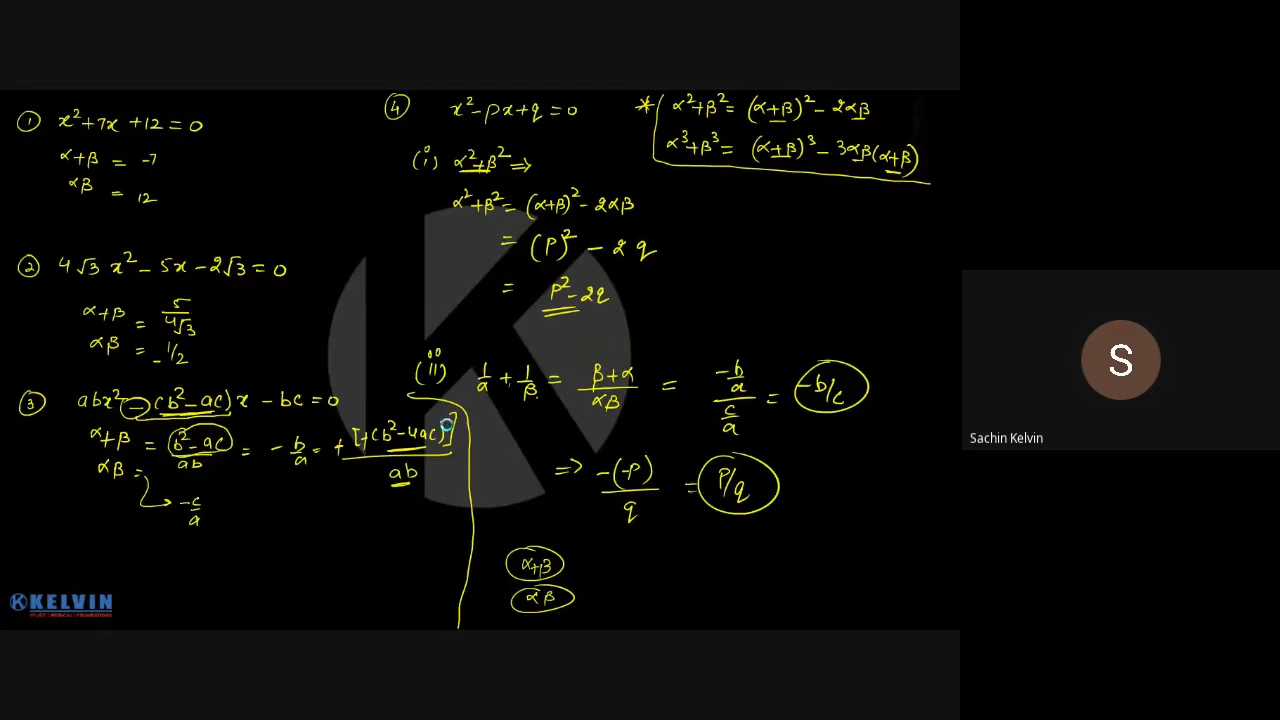 ① x²+7x+12=0
α+β = -7
αβ = 12
② 4√3 x²-5x-2√3=0
α+β = 5/4√3
αβ = -1/2
③ abx²-(b²-ac)x-bc=0
α+β = b²-ac/ab = -b/a = +[+(b²-4ac)]/ab
αβ =
-c/a
④ x²-px+q=0
(i) α²+β² ⇒
α²+β² = (α+β)²-2αβ
= (P)²-2q
= P²-2q
(ii) 1/α + 1/β = β+α/αβ = -b/a / c/a = -b/c
⇒ -(-P)/q = P/q
α+β
αβ
* α²+β² = (α+β)²-2αβ
α³+β³ = (α+β)³-3αβ(α+β)
KELVIN
S
Sachin Kelvin